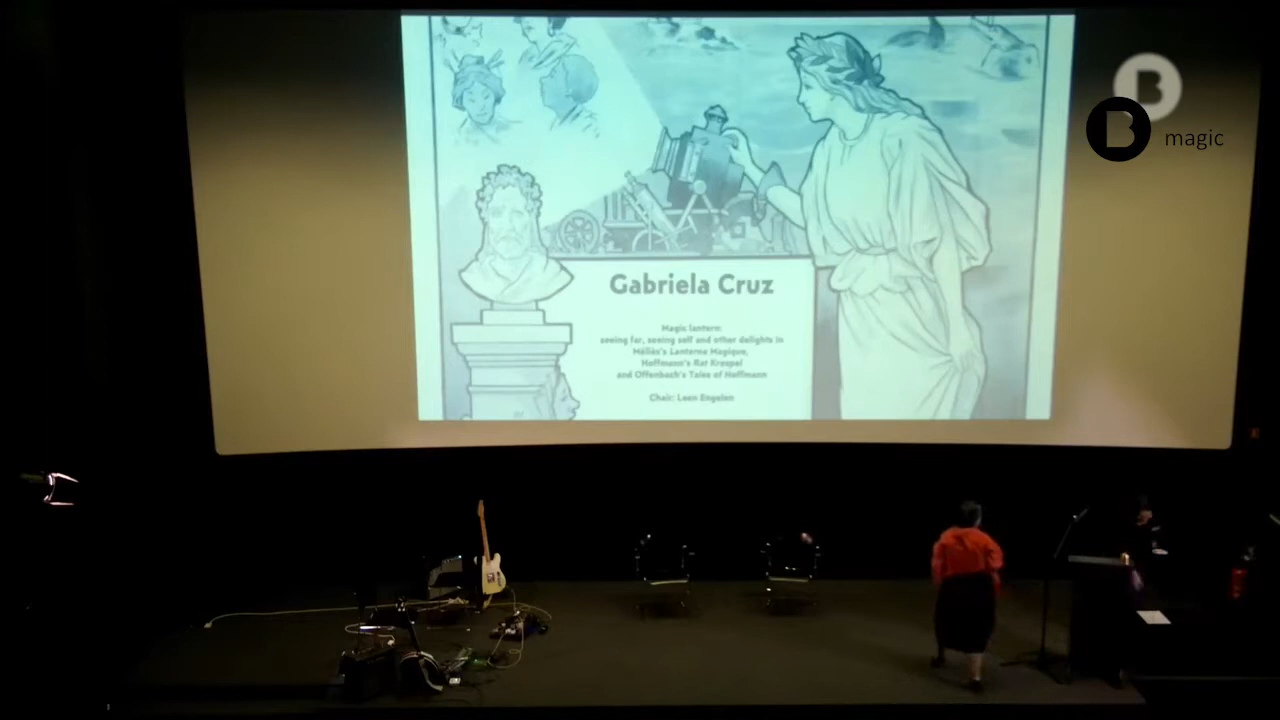 B
B magic
Gabriela Cruz
Magic lantern:
seeing far, seeing self and other delights in
Méliès's Lanterne Magique,
Hoffmann's Rat Krespel
and Offenbach's Tales of Hoffmann
Chair: Leen Engelen